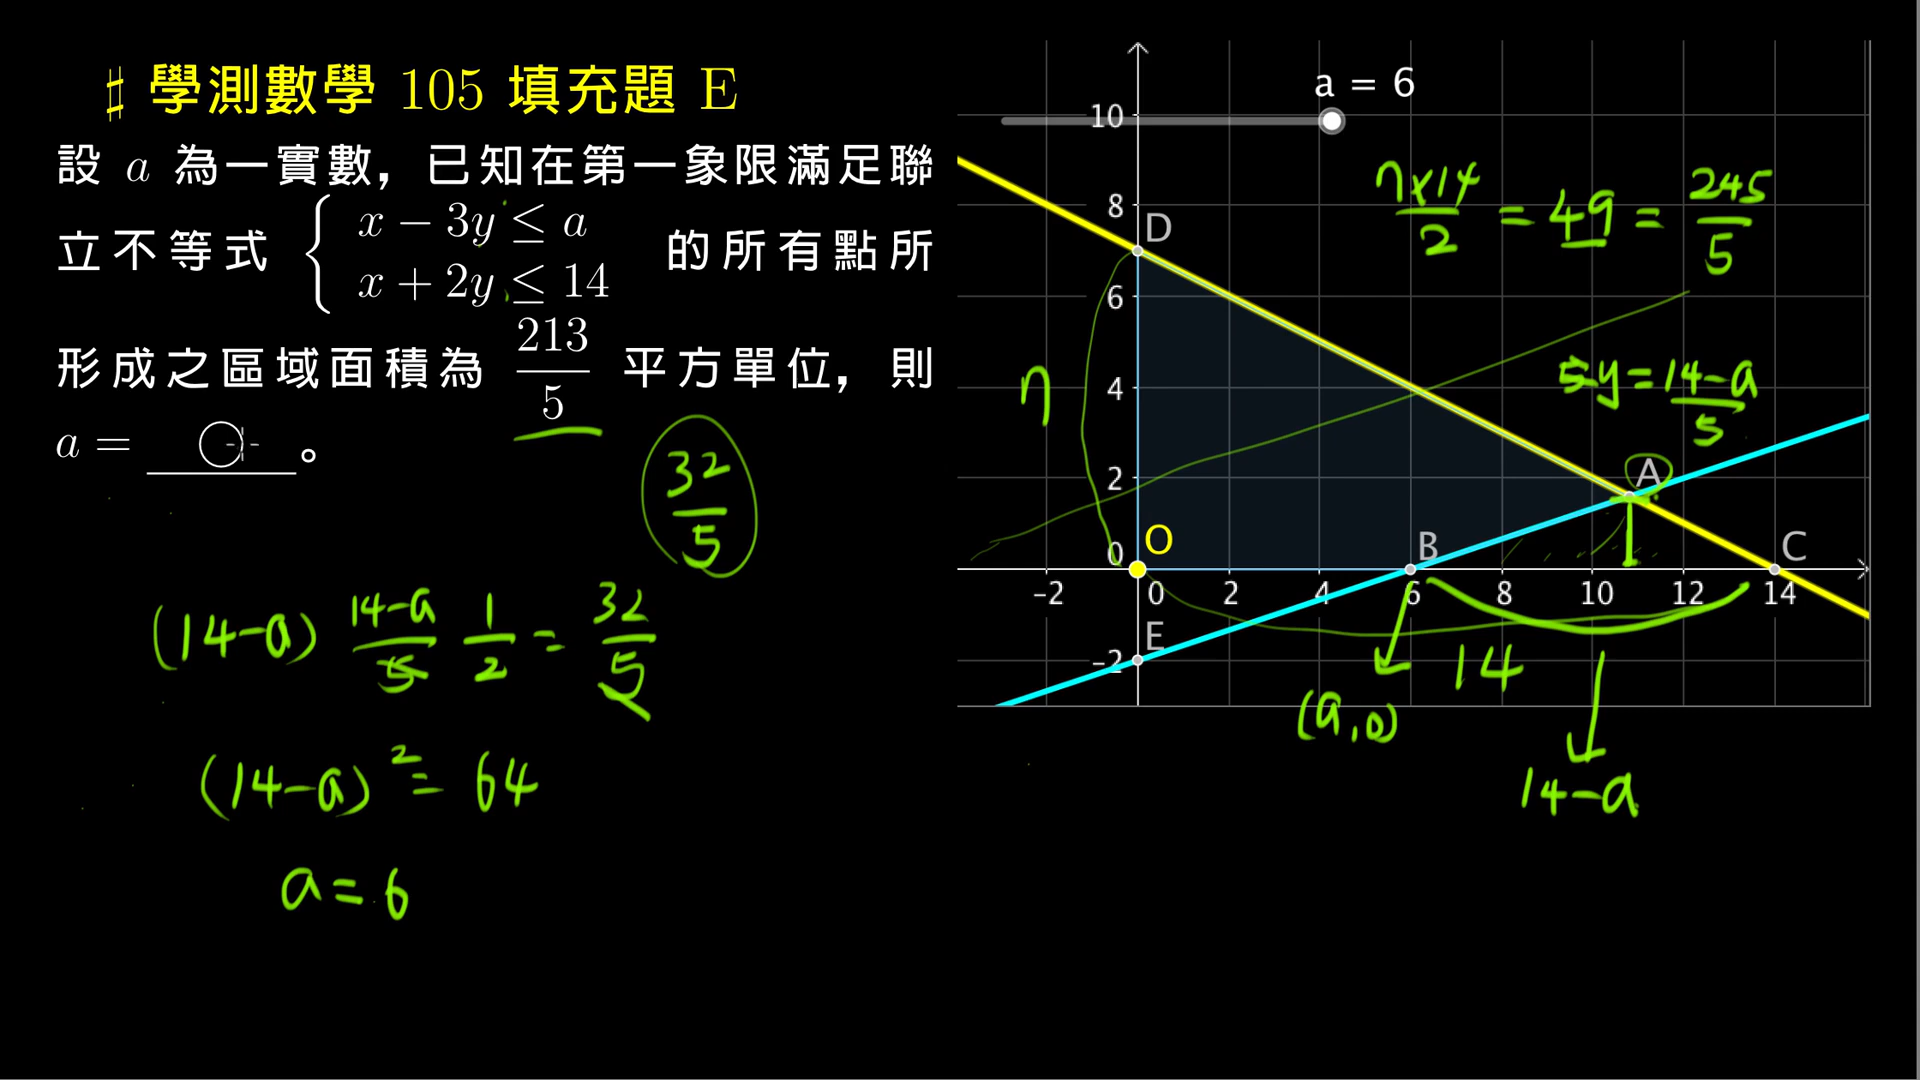 ♯ 學測數學 105 填充題 E
設 a 為一實數，已知在第一象限滿足聯
立不等式 { x − 3y ≤ a
x + 2y ≤ 14 的所有點所
形成之區域面積為 213/5 平方單位，則
a = ○ 。
32/5
(14-a) 14-a/5 1/2 = 32/5
(14-a)² = 64
a = 6
a = 6
10
8
6
4
2
0
−2
−2 0 2 4 6 8 10 12 14
D
O
B
A
C
E
7
7×14/2 = 49 = 245/5
5y = 14-a/5
14
(a,0)
14-a